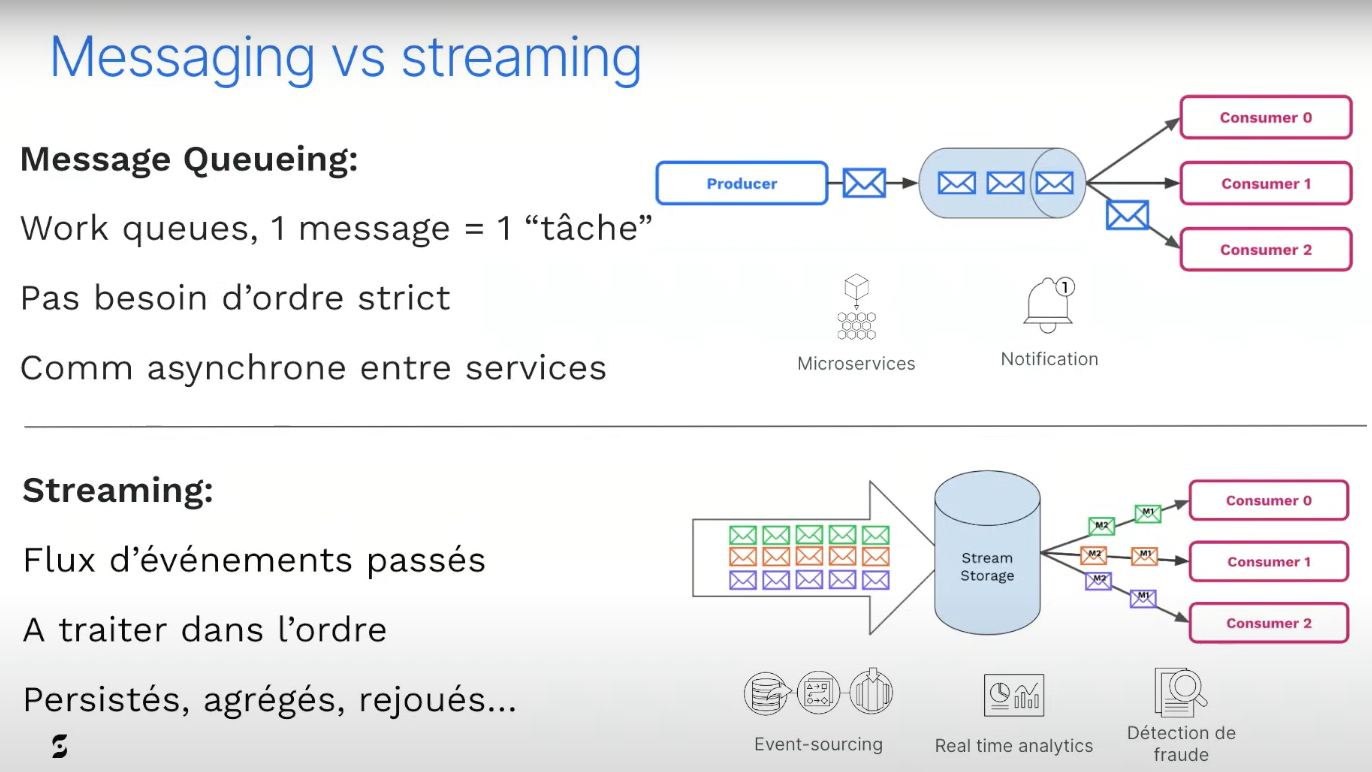 Messaging vs streaming
Message Queueing:
Work queues, 1 message = 1 “tâche”
Pas besoin d’ordre strict
Comm asynchrone entre services
Producer
Consumer 0
Consumer 1
Consumer 2
1
Microservices
Notification
Streaming:
Flux d’événements passés
A traiter dans l’ordre
Persistés, agrégés, rejoués...
Stream
Storage
M2
M1
M2
M1
M2
M1
Consumer 0
Consumer 1
Consumer 2
Event-sourcing
Real time analytics
Détection de
fraude